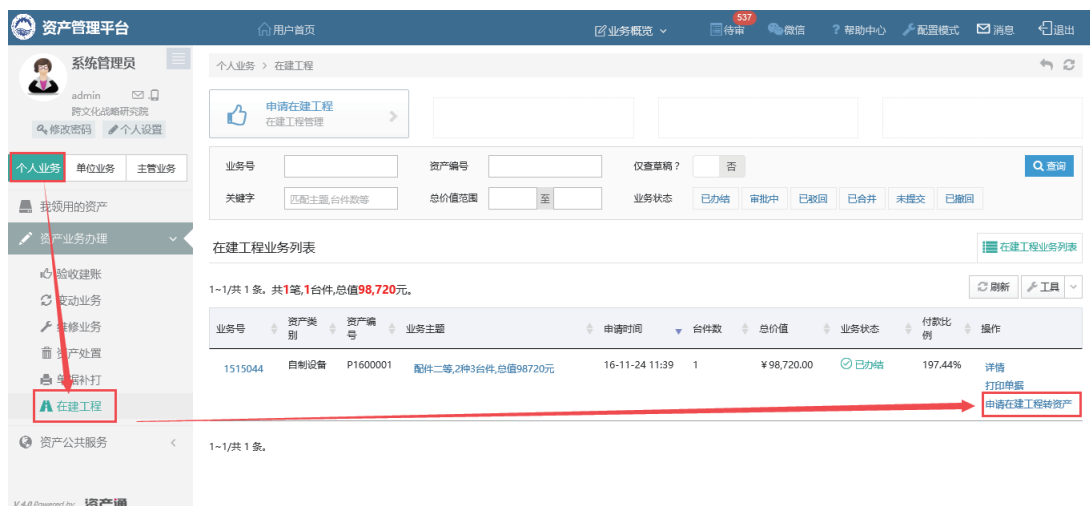 资产管理平台
用户首页
业务概览
537
待审
微信
? 帮助中心
配置模式
消息
退出
系统管理员
admin
跨文化战略研究院
修改密码 个人设置
个人业务 单位业务 主管业务
我领用的资产
资产业务办理
验收建账
变动业务
维修业务
资产处置
单据补打
在建工程
资产公共服务
V 4.0 Powered by 资产通
个人业务 > 在建工程
申请在建工程
在建工程管理
业务号 资产编号 仅查草稿？ 否 查询
关键字 匹配主题,台件数等 总价值范围 至 业务状态 已办结 审批中 已驳回 已合并 未提交 已撤回
在建工程业务列表 在建工程业务列表
1~1/共 1 条。共1笔,1台件,总值98,720元。 刷新 工具
业务号 资产类别 资产编号 业务主题 申请时间 台件数 总价值 业务状态 付款比例 操作
1515044 自制设备 P1600001 配件二等,2种3台件,总值98720元 16-11-24 11:39 1 ￥98,720.00 已办结 197.44% 详情
打印单据
申请在建工程转资产
1~1/共 1 条。